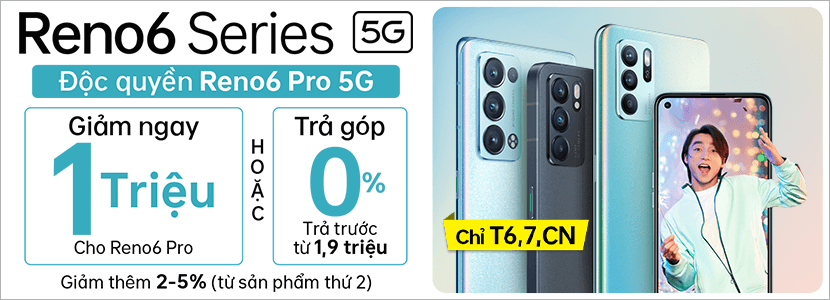 Reno6 Series 5G
Độc quyền Reno6 Pro 5G
Giảm ngay
1 Triệu
Cho Reno6 Pro
HOẶC
Trả góp
0%
Trả trước
từ 1,9 triệu
Giảm thêm 2-5% (từ sản phẩm thứ 2)
Chỉ T6,7,CN